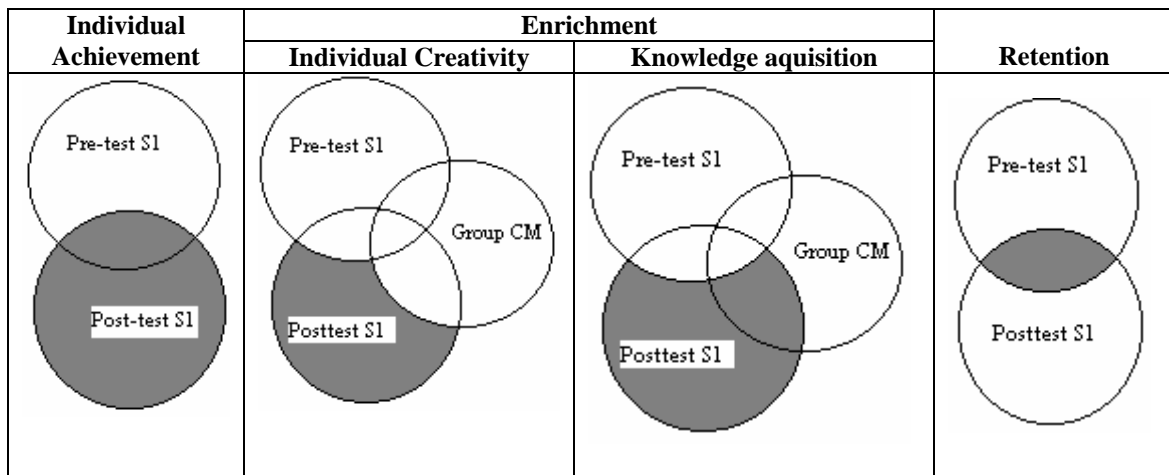 Individual
Achievement
Enrichment
Individual Creativity
Knowledge aquisition
Retention
Pre-test S1
Post-test S1
Pre-test S1
Group CM
Posttest S1
Pre-test S1
Group CM
Posttest S1
Pre-test S1
Posttest S1